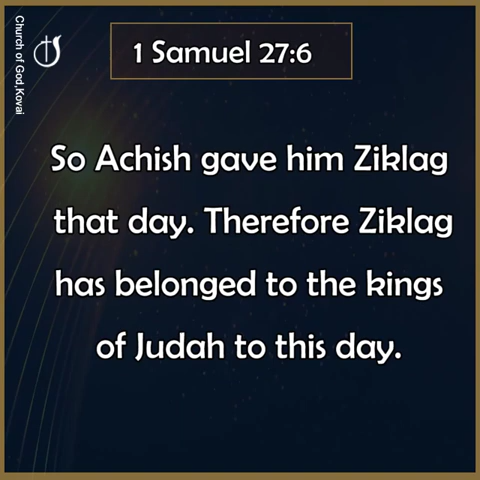 Church of God,Kovai
1 Samuel 27:6
So Achish gave him Ziklag
that day. Therefore Ziklag
has belonged to the kings
of Judah to this day.